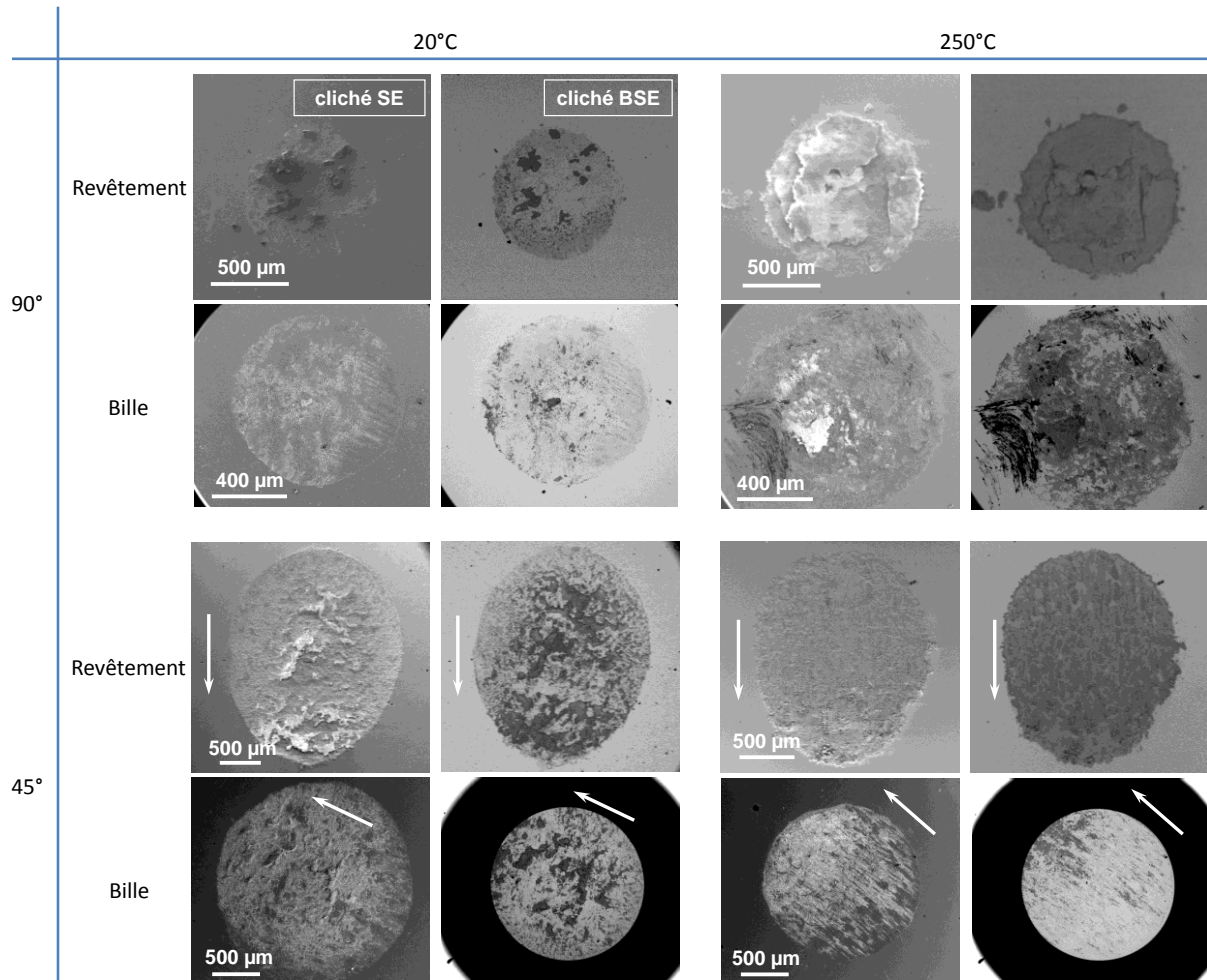 20°C
250°C
cliché SE
cliché BSE
Revêtement
500 µm
500 µm
90°
Bille
400 µm
400 µm
Revêtement
500 µm
500 µm
45°
Bille
500 µm
500 µm